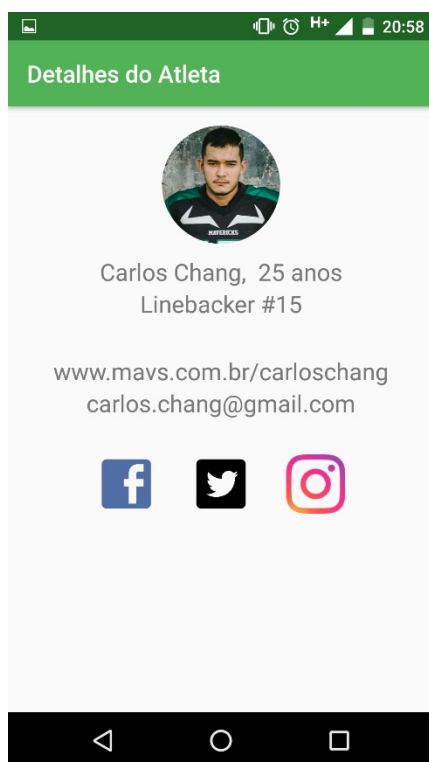 H+ 20:58
Detalhes do Atleta
MAVERICKS
Carlos Chang, 25 anos
Linebacker #15
www.mavs.com.br/carloschang
carlos.chang@gmail.com